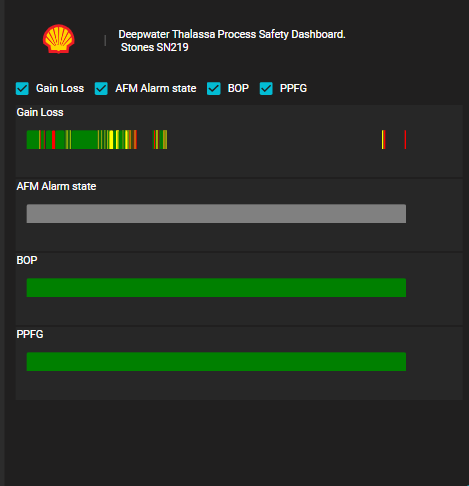 Deepwater Thalassa Process Safety Dashboard.
Stones SN219
Gain Loss AFM Alarm state BOP PPFG
Gain Loss
AFM Alarm state
BOP
PPFG